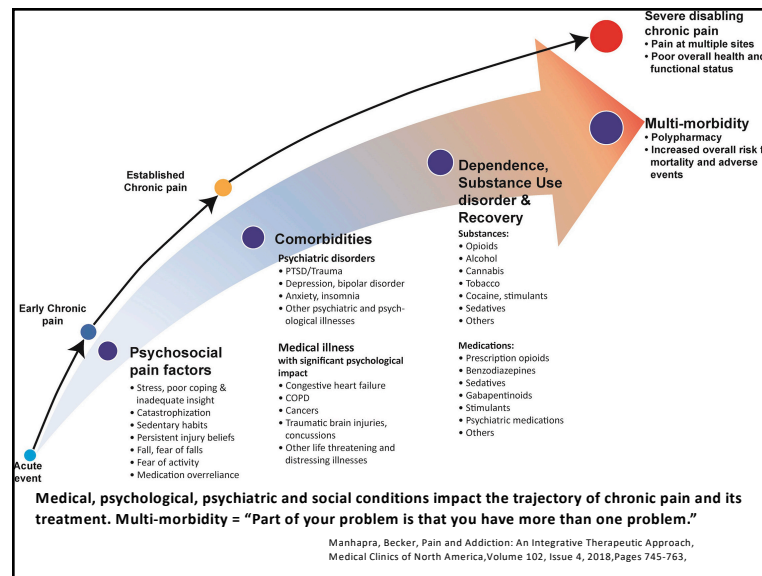 Severe disabling
chronic pain
• Pain at multiple sites
• Poor overall health and
functional status
Multi-morbidity
• Polypharmacy
• Increased overall risk
mortality and adverse
events
Established
Chronic pain
Dependence,
Substance Use
disorder &
Recovery
Substances:
• Opioids
• Alcohol
• Cannabis
• Tobacco
• Cocaine, stimulants
• Sedatives
• Others
Medications:
• Prescription opioids
• Benzodiazepines
• Sedatives
• Gabapentinoids
• Stimulants
• Psychiatric medications
• Others
Comorbidities
Psychiatric disorders
• PTSD/Trauma
• Depression, bipolar disorder
• Anxiety, insomnia
• Other psychiatric and psych-
ological illnesses
Medical illness
with significant psychological
impact
• Congestive heart failure
• COPD
• Cancers
• Traumatic brain injuries,
concussions
• Other life threatening and
distressing illnesses
Early Chronic
pain
Psychosocial
pain factors
• Stress, poor coping &
inadequate insight
• Catastrophization
• Sedentary habits
• Persistent injury beliefs
• Fall, fear of falls
• Fear of activity
• Medication overreliance
Acute
event
Medical, psychological, psychiatric and social conditions impact the trajectory of chronic pain and its
treatment. Multi-morbidity = “Part of your problem is that you have more than one problem.”
Manhapra, Becker, Pain and Addiction: An Integrative Therapeutic Approach,
Medical Clinics of North America,Volume 102, Issue 4, 2018,Pages 745-763,